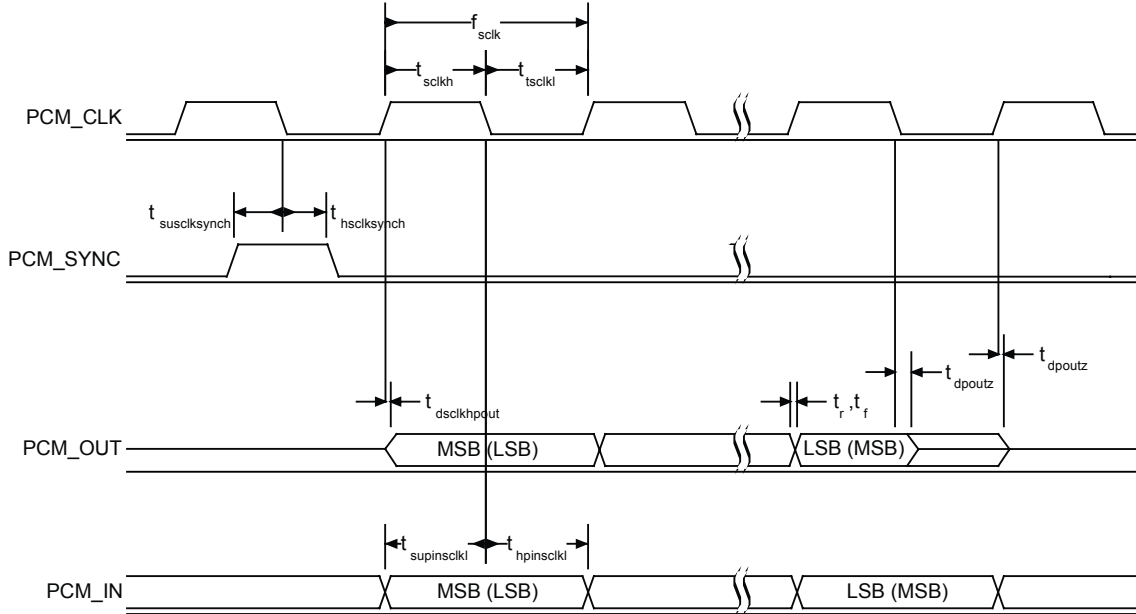 f sclk
t sclkh
t tsclkl
PCM_CLK
t susclksynch
t hsclksynch
PCM_SYNC
t dpoutz
t dpoutz
t dsclkhpout
t r ,t f
PCM_OUT
MSB (LSB)
LSB (MSB)
t supinsclkl
t hpinsclkl
PCM_IN
MSB (LSB)
LSB (MSB)